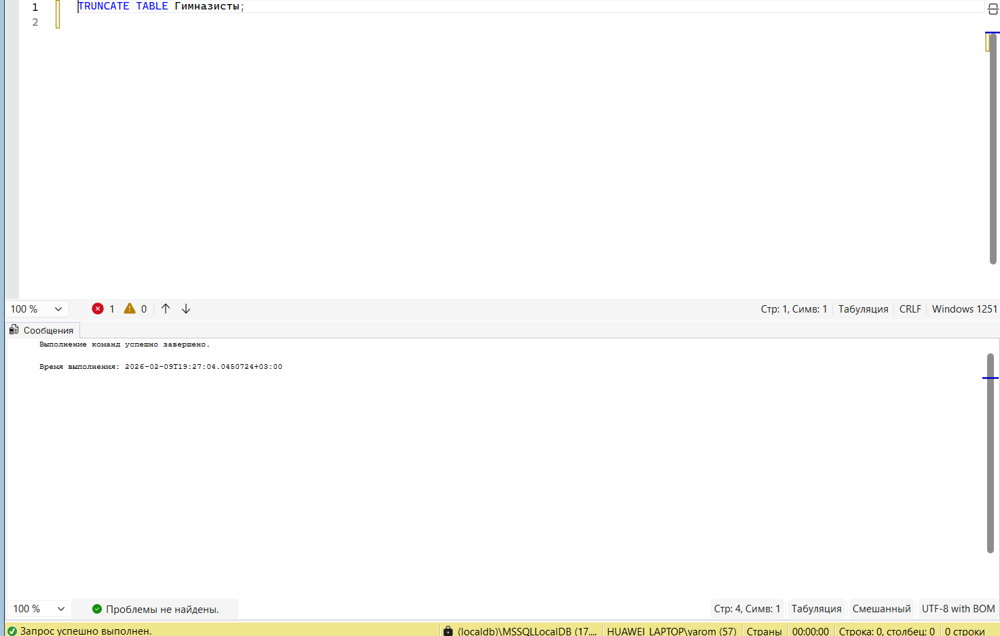 1 TRUNCATE TABLE Гимназисты;
2
100 % 1 0 Стр: 1, Симв: 1 Табуляция CRLF Windows 1251
Сообщения
Выполнение команд успешно завершено.
Время выполнения: 2026-02-09T19:27:04.0450724+03:00
100 % Проблемы не найдены. Стр: 4, Симв: 1 Табуляция Смешанный UTF-8 with BOM
Запрос успешно выполнен. (localdb)\MSSQLLocalDB (17.... HUAWEI_LAPTOP\yarom (57) Страны 00:00:00 Строка: 0, столбец: 0 0 строки